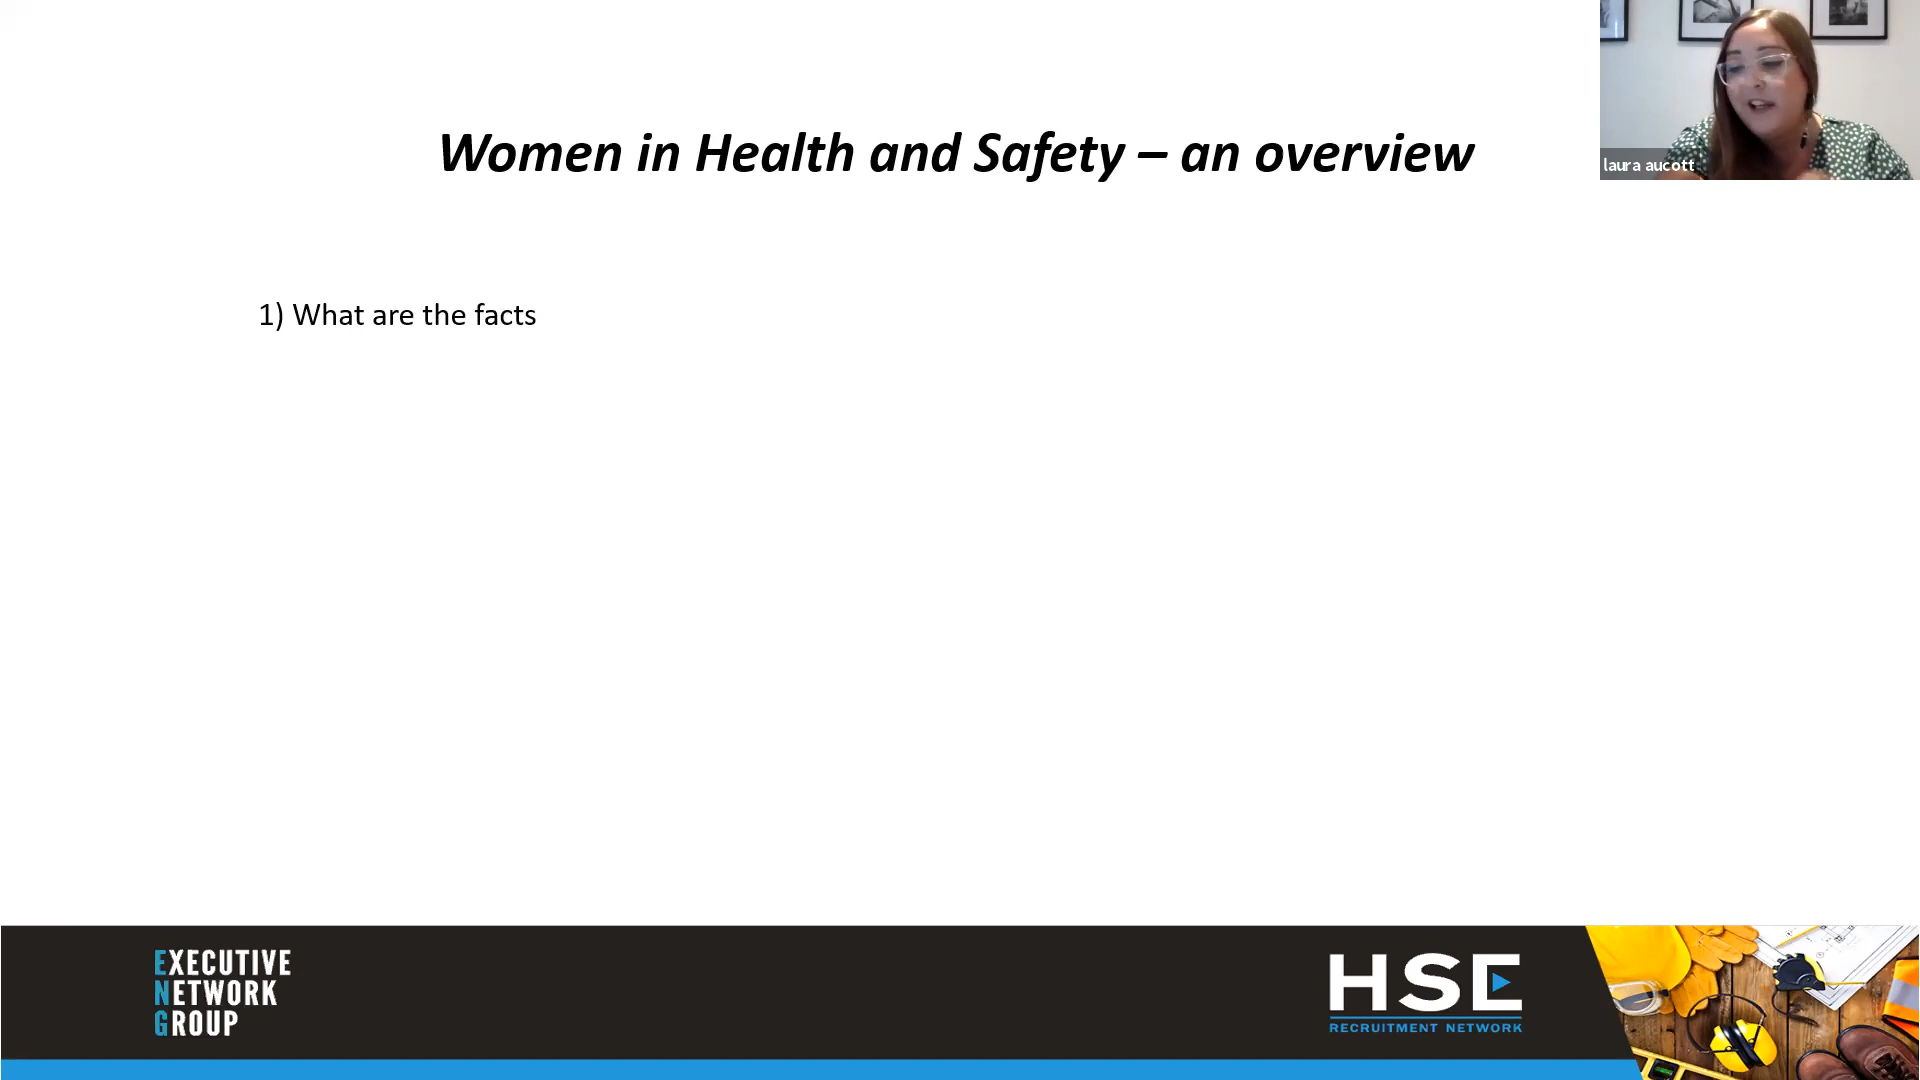 Women in Health and Safety – an overview
laura aucott
1) What are the facts
EXECUTIVE
NETWORK
GROUP
HSE
RECRUITMENT NETWORK